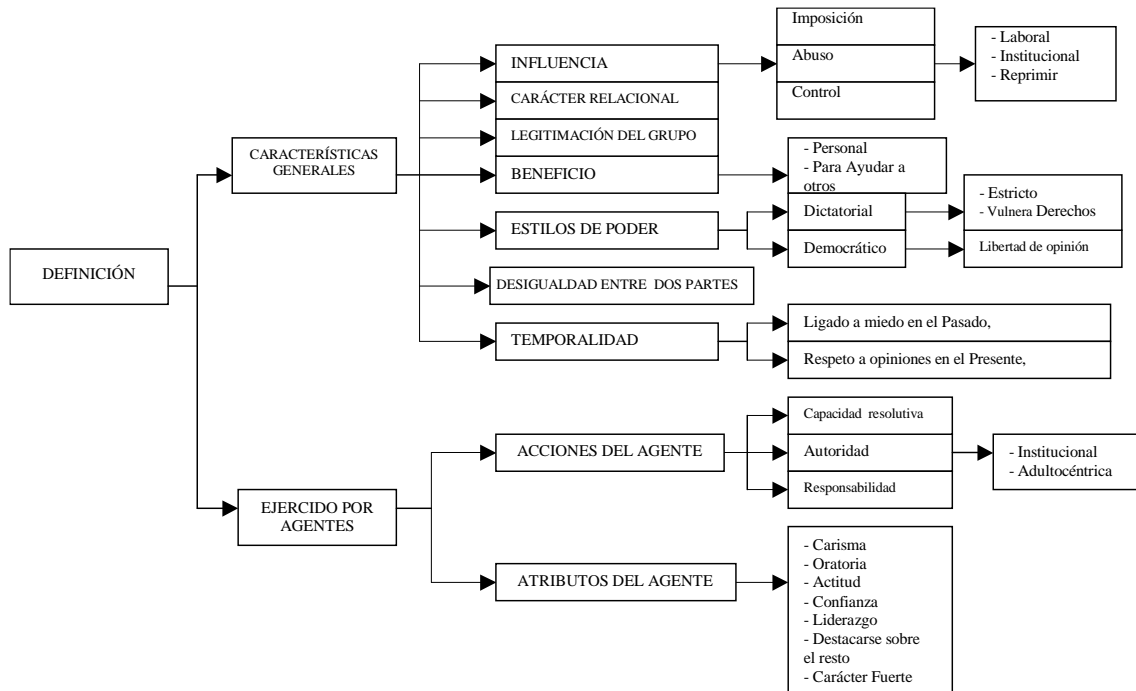 DEFINICIÓN
CARACTERÍSTICAS
GENERALES
INFLUENCIA
Imposición
Abuso
Control
- Laboral
- Institucional
- Reprimir
CARÁCTER RELACIONAL
LEGITIMACIÓN DEL GRUPO
BENEFICIO
- Personal
- Para Ayudar a
otros
ESTILOS DE PODER
Dictatorial
- Estricto
- Vulnera Derechos
Democrático
Libertad de opinión
DESIGUALDAD ENTRE DOS PARTES
TEMPORALIDAD
Ligado a miedo en el Pasado,
Respeto a opiniones en el Presente,
EJERCIDO POR
AGENTES
ACCIONES DEL AGENTE
Capacidad resolutiva
Autoridad
Responsabilidad
- Institucional
- Adultocéntrica
ATRIBUTOS DEL AGENTE
- Carisma
- Oratoria
- Actitud
- Confianza
- Liderazgo
- Destacarse sobre
el resto
- Carácter Fuerte